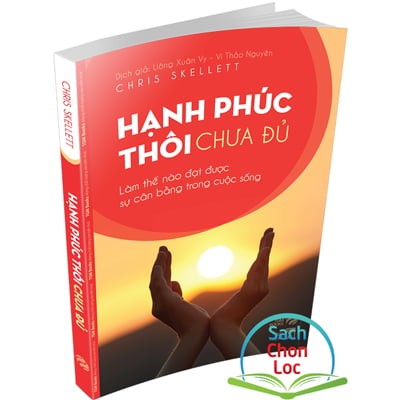 Dịch giả: Uông Xuân Vy – Vi Thảo Nguyên
CHRIS SKELLETT
HẠNH PHÚC
THÔI CHƯA ĐỦ
Làm thế nào đạt được
sự cân bằng trong cuộc sống
CHRIS SKELLETT
HẠNH PHÚC THÔI CHƯA ĐỦ
Sách
Chọn
Lọc